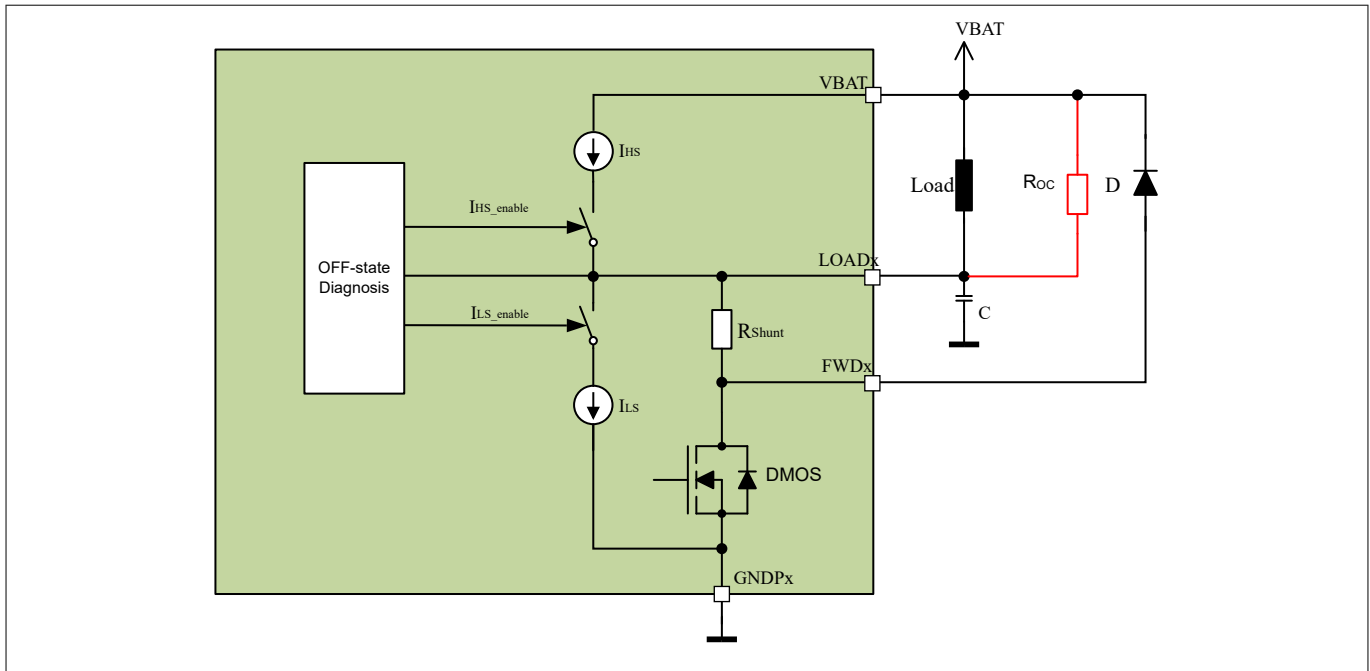 VBAT
VBAT
IHS
IHS_enable
Load
ROC
D
LOADx
OFF-state
Diagnosis
ILS_enable
C
RShunt
FWDx
ILS
DMOS
GNDPx